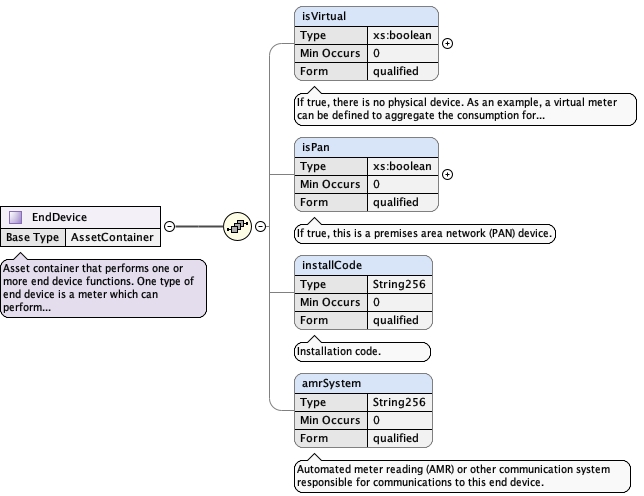 isVirtual
Type xs:boolean
Min Occurs 0
Form qualified
If true, there is no physical device. As an example, a virtual meter
can be defined to aggregate the consumption for...
isPan
Type xs:boolean
Min Occurs 0
Form qualified
If true, this is a premises area network (PAN) device.
EndDevice
Base Type AssetContainer
Asset container that performs one or
more end device functions. One type of
end device is a meter which can
perform...
installCode
Type String256
Min Occurs 0
Form qualified
Installation code.
amrSystem
Type String256
Min Occurs 0
Form qualified
Automated meter reading (AMR) or other communication system
responsible for communications to this end device.